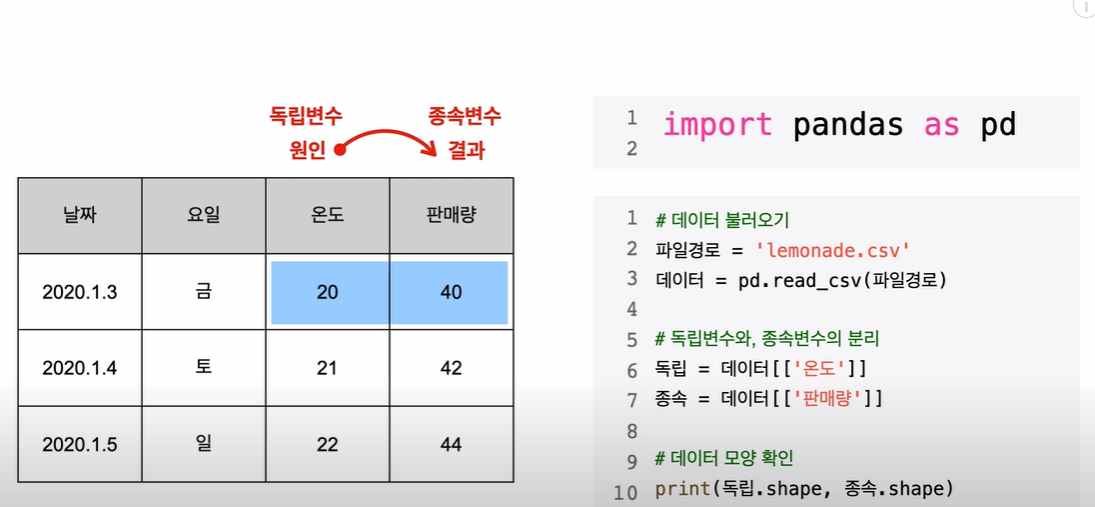 독립변수 종속변수
원인 결과
날짜 요일 온도 판매량
2020.1.3 금 20 40
2020.1.4 토 21 42
2020.1.5 일 22 44
1 import pandas as pd
2
1 # 데이터 불러오기
2 파일경로 = 'lemonade.csv'
3 데이터 = pd.read_csv(파일경로)
4
5 # 독립변수와, 종속변수의 분리
6 독립 = 데이터[['온도']]
7 종속 = 데이터[['판매량']]
8
9 # 데이터 모양 확인
10 print(독립.shape, 종속.shape)